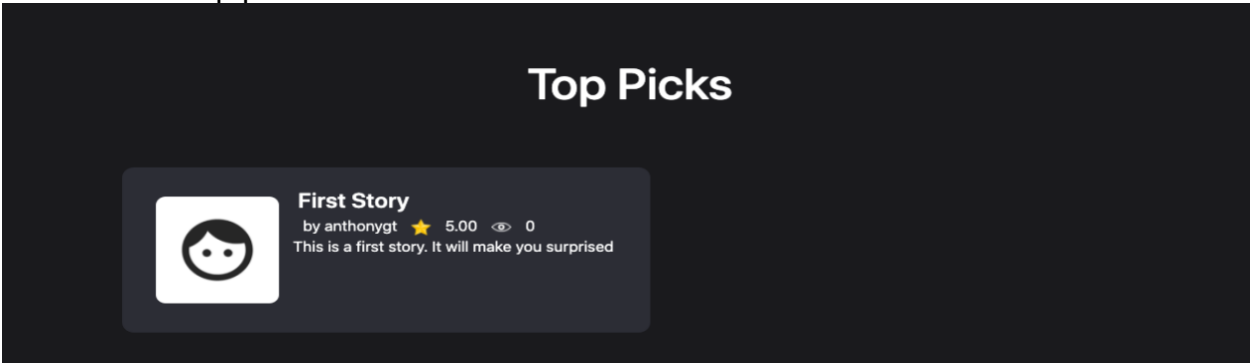 Top Picks
First Story
by anthonygt ⭐ 5.00 👁 0
This is a first story. It will make you surprised